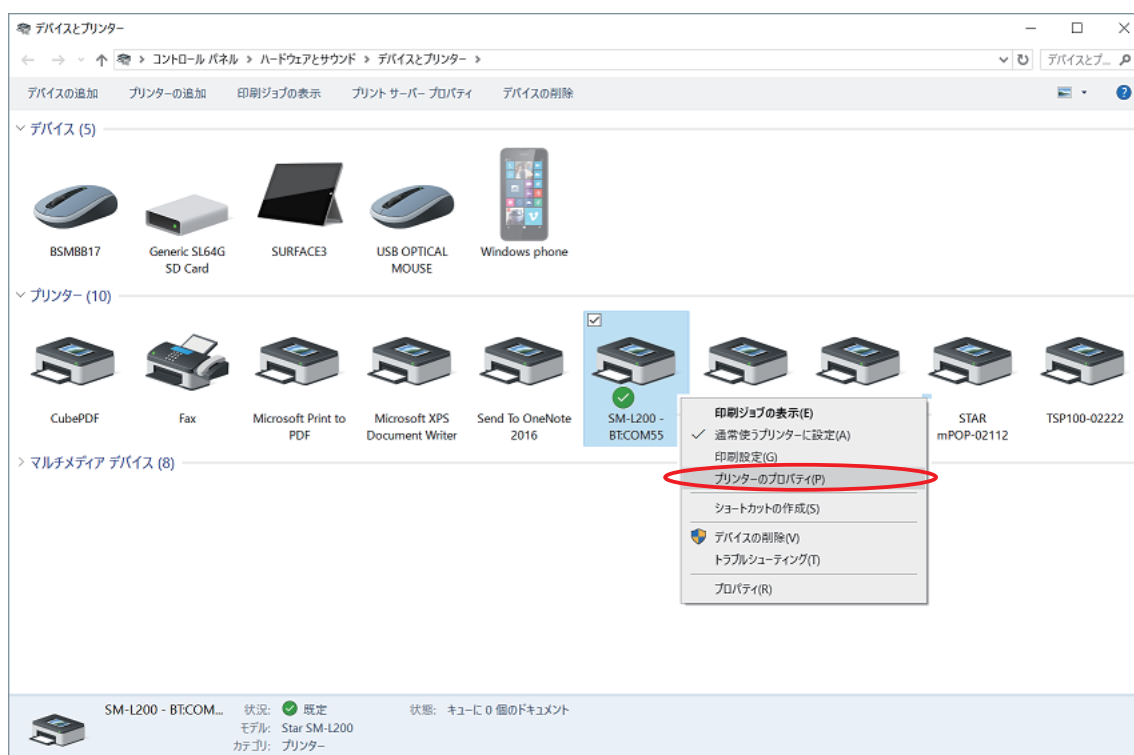 デバイスとプリンター
コントロール パネル > ハードウェアとサウンド > デバイスとプリンター >
デバイスとプ...
デバイスの追加 プリンターの追加 印刷ジョブの表示 プリント サーバー プロパティ デバイスの削除
デバイス (5)
BSMBB17
Generic SL64G
SD Card
SURFACE3
USB OPTICAL
MOUSE
Windows phone
プリンター (10)
CubePDF
Fax
Microsoft Print to
PDF
Microsoft XPS
Document Writer
Send To OneNote
2016
SM-L200 -
BT:COM55
STAR
mPOP-02112
TSP100-02222
印刷ジョブの表示(E)
通常使うプリンターに設定(A)
印刷設定(G)
プリンターのプロパティ(P)
ショートカットの作成(S)
デバイスの削除(V)
トラブルシューティング(T)
プロパティ(R)
マルチメディア デバイス (8)
SM-L200 - BT:COM...
状況: 既定
状態: キューに 0 個のドキュメント
モデル: Star SM-L200
カテゴリ: プリンター